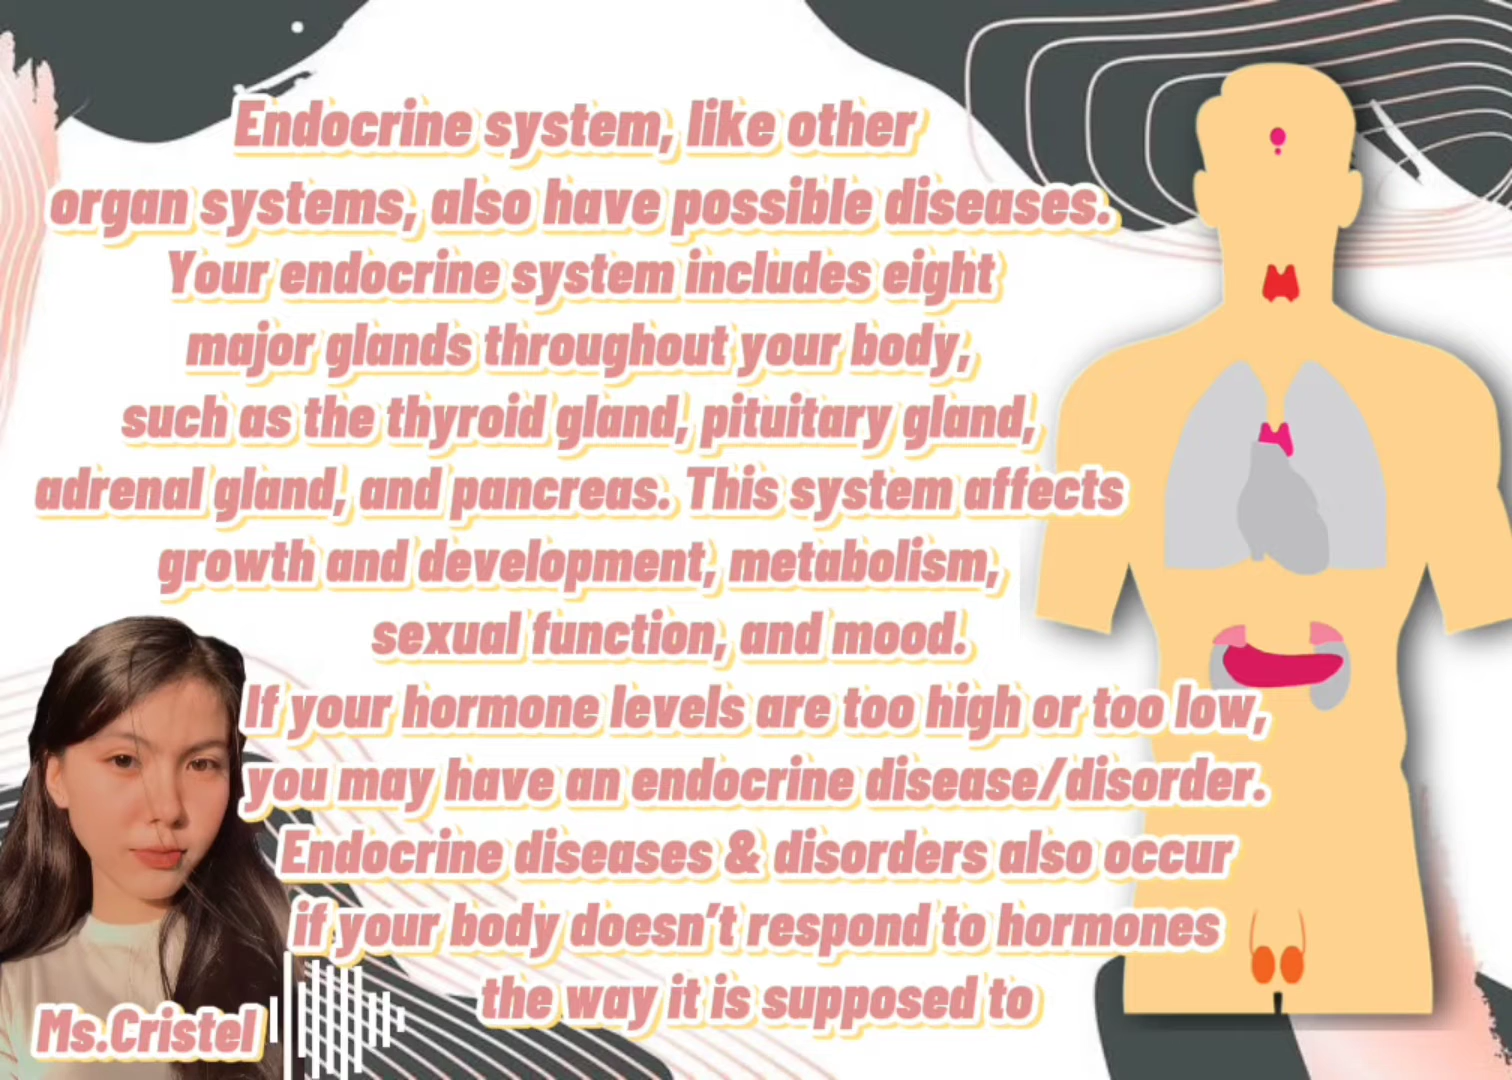 Endocrine system, like other
organ systems, also have possible diseases.
Your endocrine system includes eight
major glands throughout your body,
such as the thyroid gland, pituitary gland,
adrenal gland, and pancreas. This system affects
growth and development, metabolism,
sexual function, and mood.
If your hormone levels are too high or too low,
you may have an endocrine disease/disorder.
Endocrine diseases & disorders also occur
if your body doesn’t respond to hormones
the way it is supposed to
Ms.Cristel